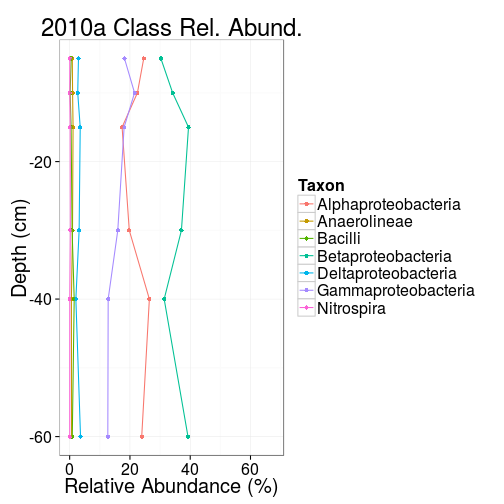 2010a Class Rel. Abund.
Depth (cm)
-20
-40
-60
0 20 40 60
Relative Abundance (%)
Taxon
Alphaproteobacteria
Anaerolineae
Bacilli
Betaproteobacteria
Deltaproteobacteria
Gammaproteobacteria
Nitrospira